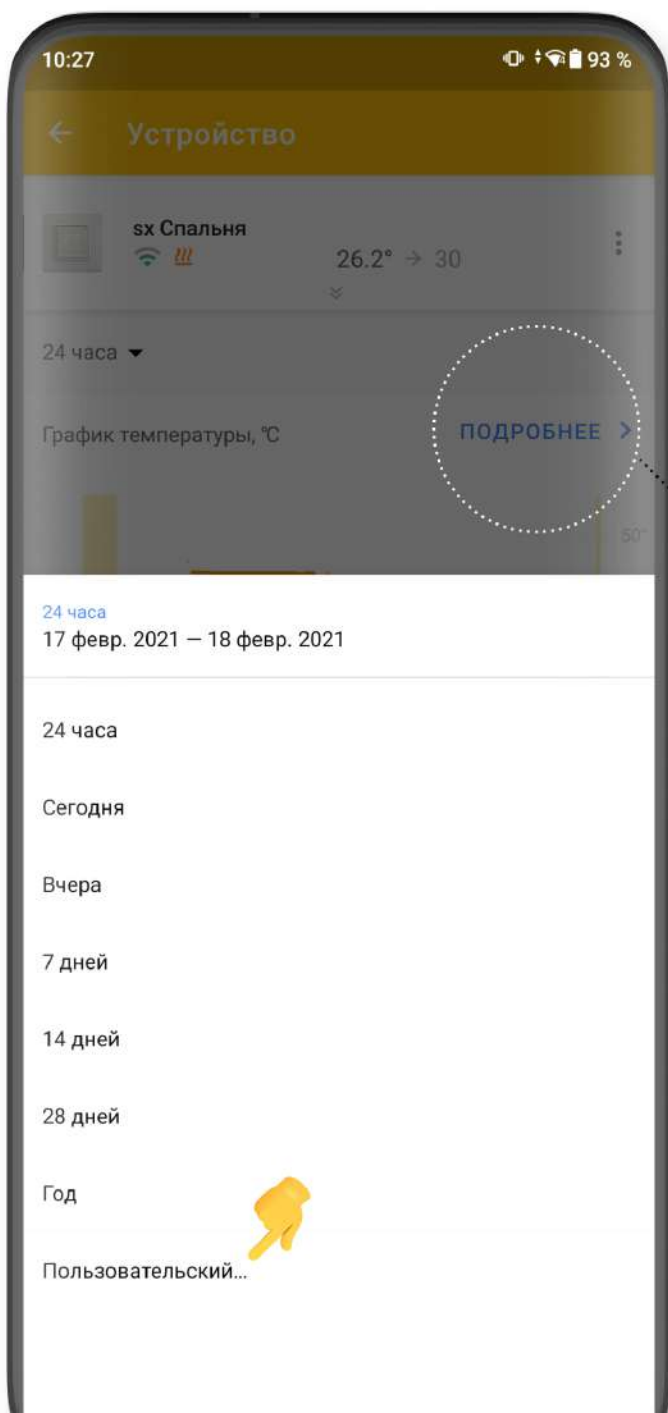 10:27
93 %
Устройство
sx Спальня
26.2° → 30
24 часа
График температуры, °C
ПОДРОБНЕЕ
50°
24 часа
17 февр. 2021 — 18 февр. 2021
24 часа
Сегодня
Вчера
7 дней
14 дней
28 дней
Год
Пользовательский...